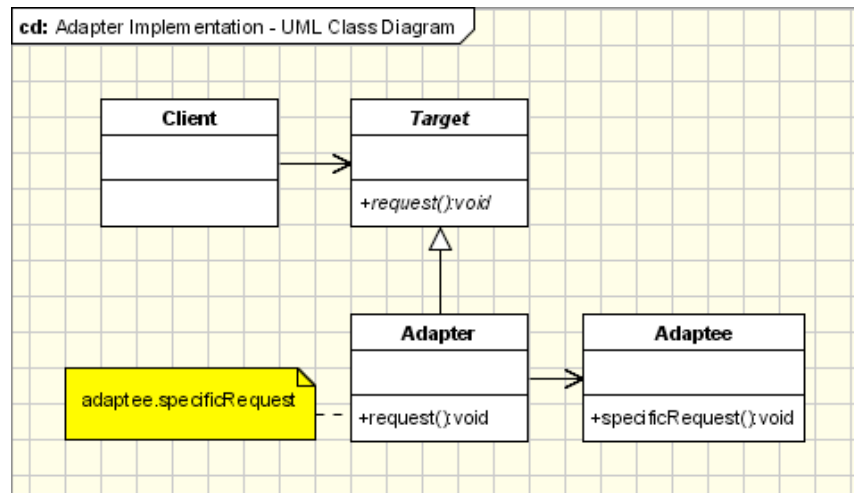 cd: Adapter Implementation - UML Class Diagram
Client
Target
+request():void
Adapter
Adaptee
adaptee.specificRequest
+request():void
+specificRequest():void